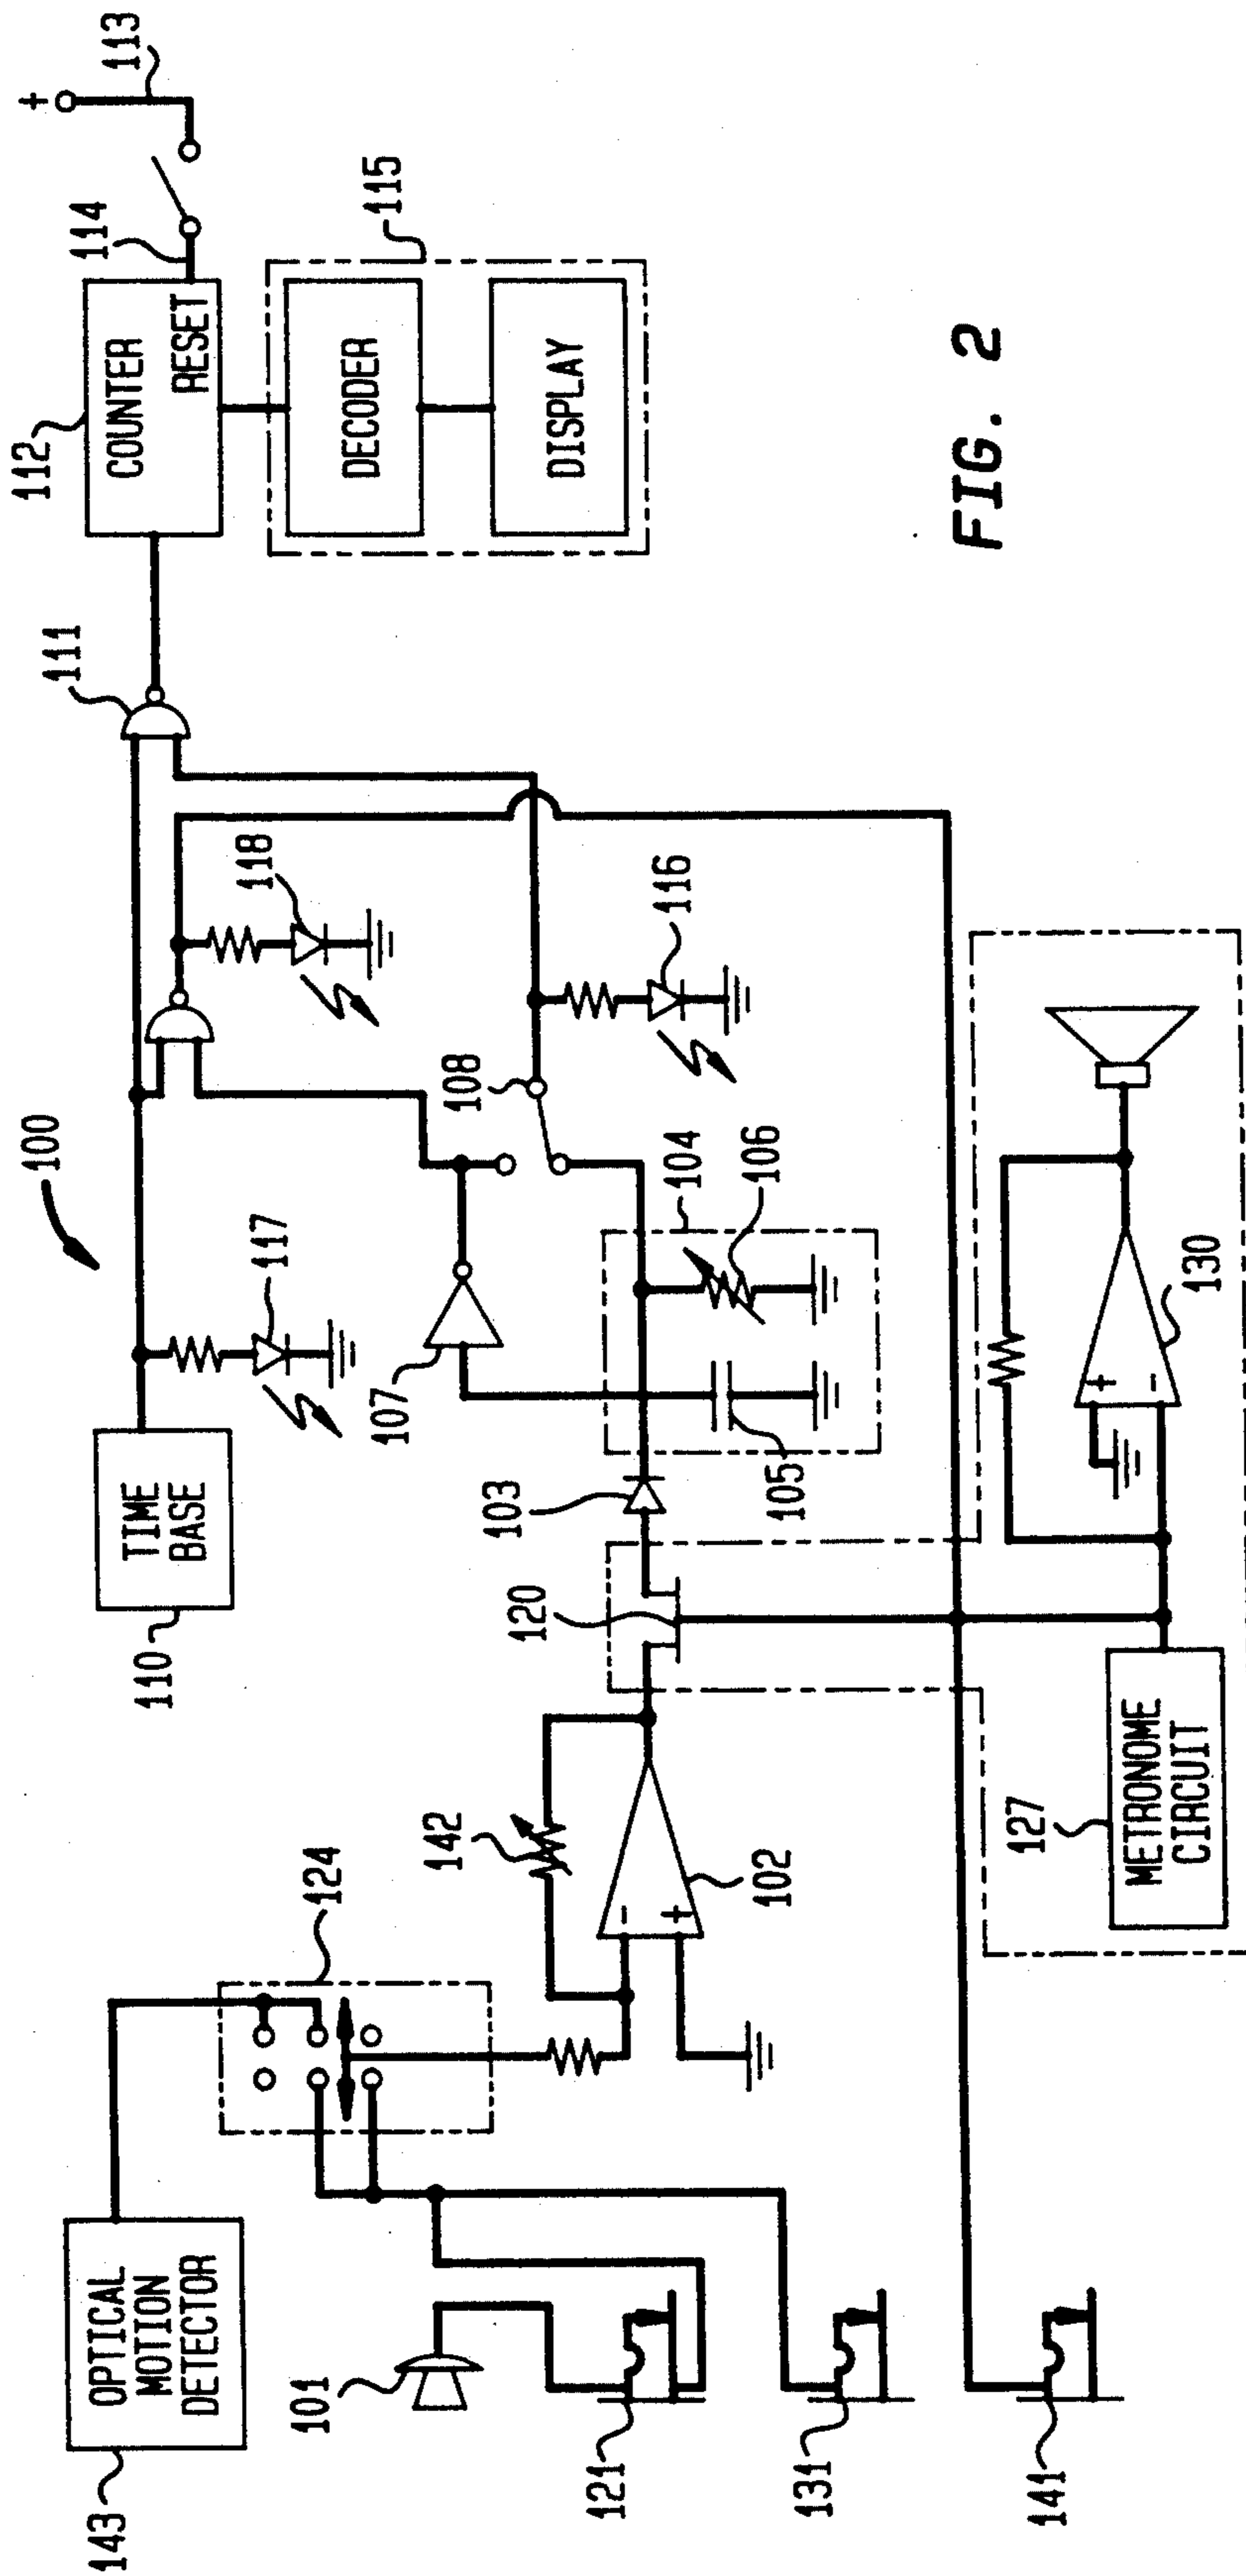 100
143
OPTICAL
MOTION
DETECTOR
110
TIME
BASE
117
118
111
112
COUNTER
RESET
114
113
+
115
DECODER
DISPLAY
101
124
142
102
-
+
120
103
107
104
105
106
108
116
121
131
141
127
METRONOME
CIRCUIT
130
+
-
FIG. 2